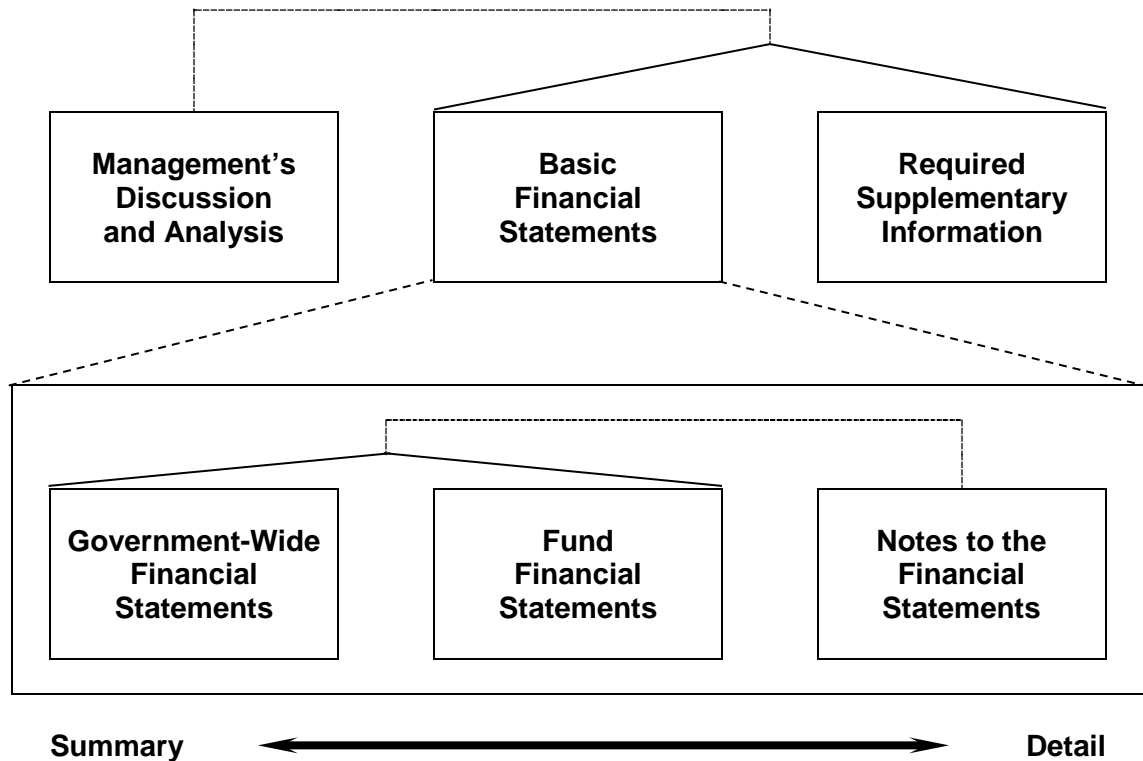 Management’s
Discussion
and Analysis
Basic
Financial
Statements
Required
Supplementary
Information
Government-Wide
Financial
Statements
Fund
Financial
Statements
Notes to the
Financial
Statements
Summary
Detail